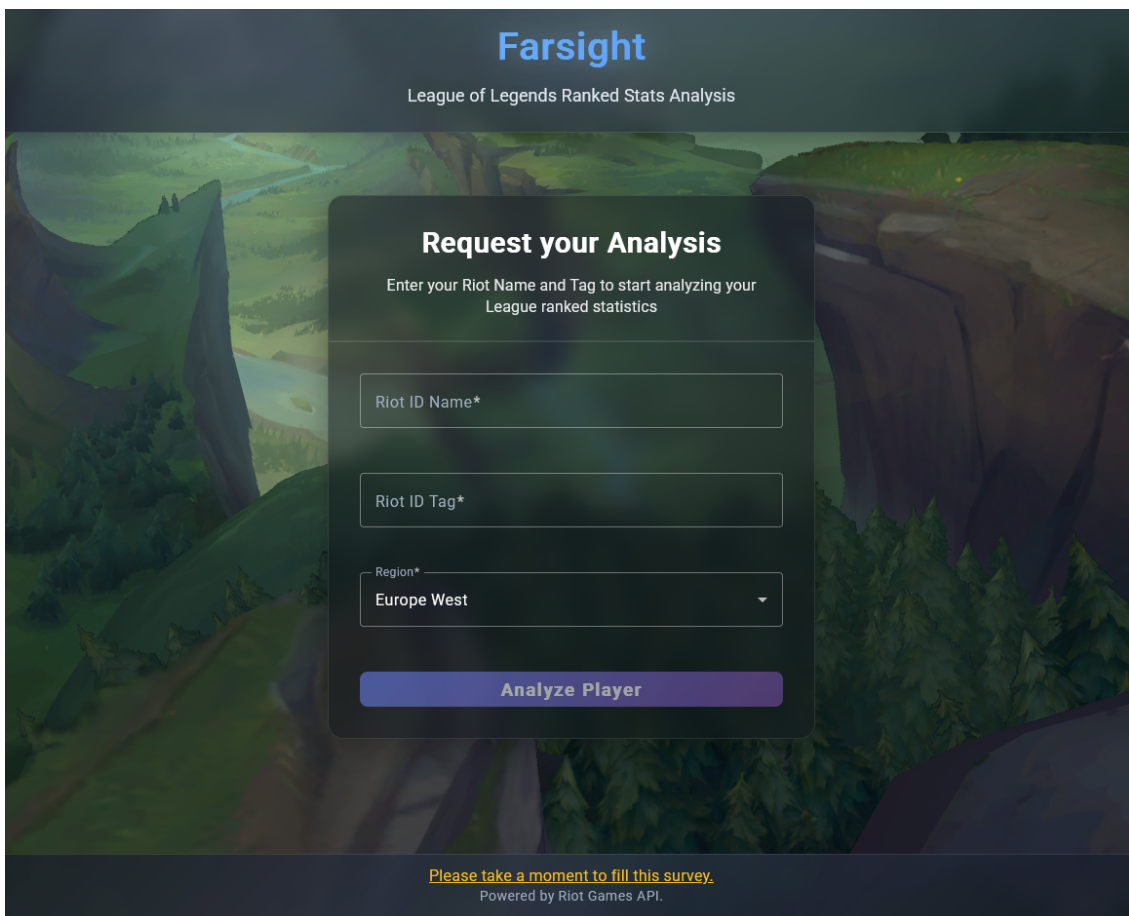 Farsight
League of Legends Ranked Stats Analysis
Request your Analysis
Enter your Riot Name and Tag to start analyzing your
League ranked statistics
Riot ID Name*
Riot ID Tag*
Region*
Europe West
Analyze Player
Please take a moment to fill this survey.
Powered by Riot Games API.